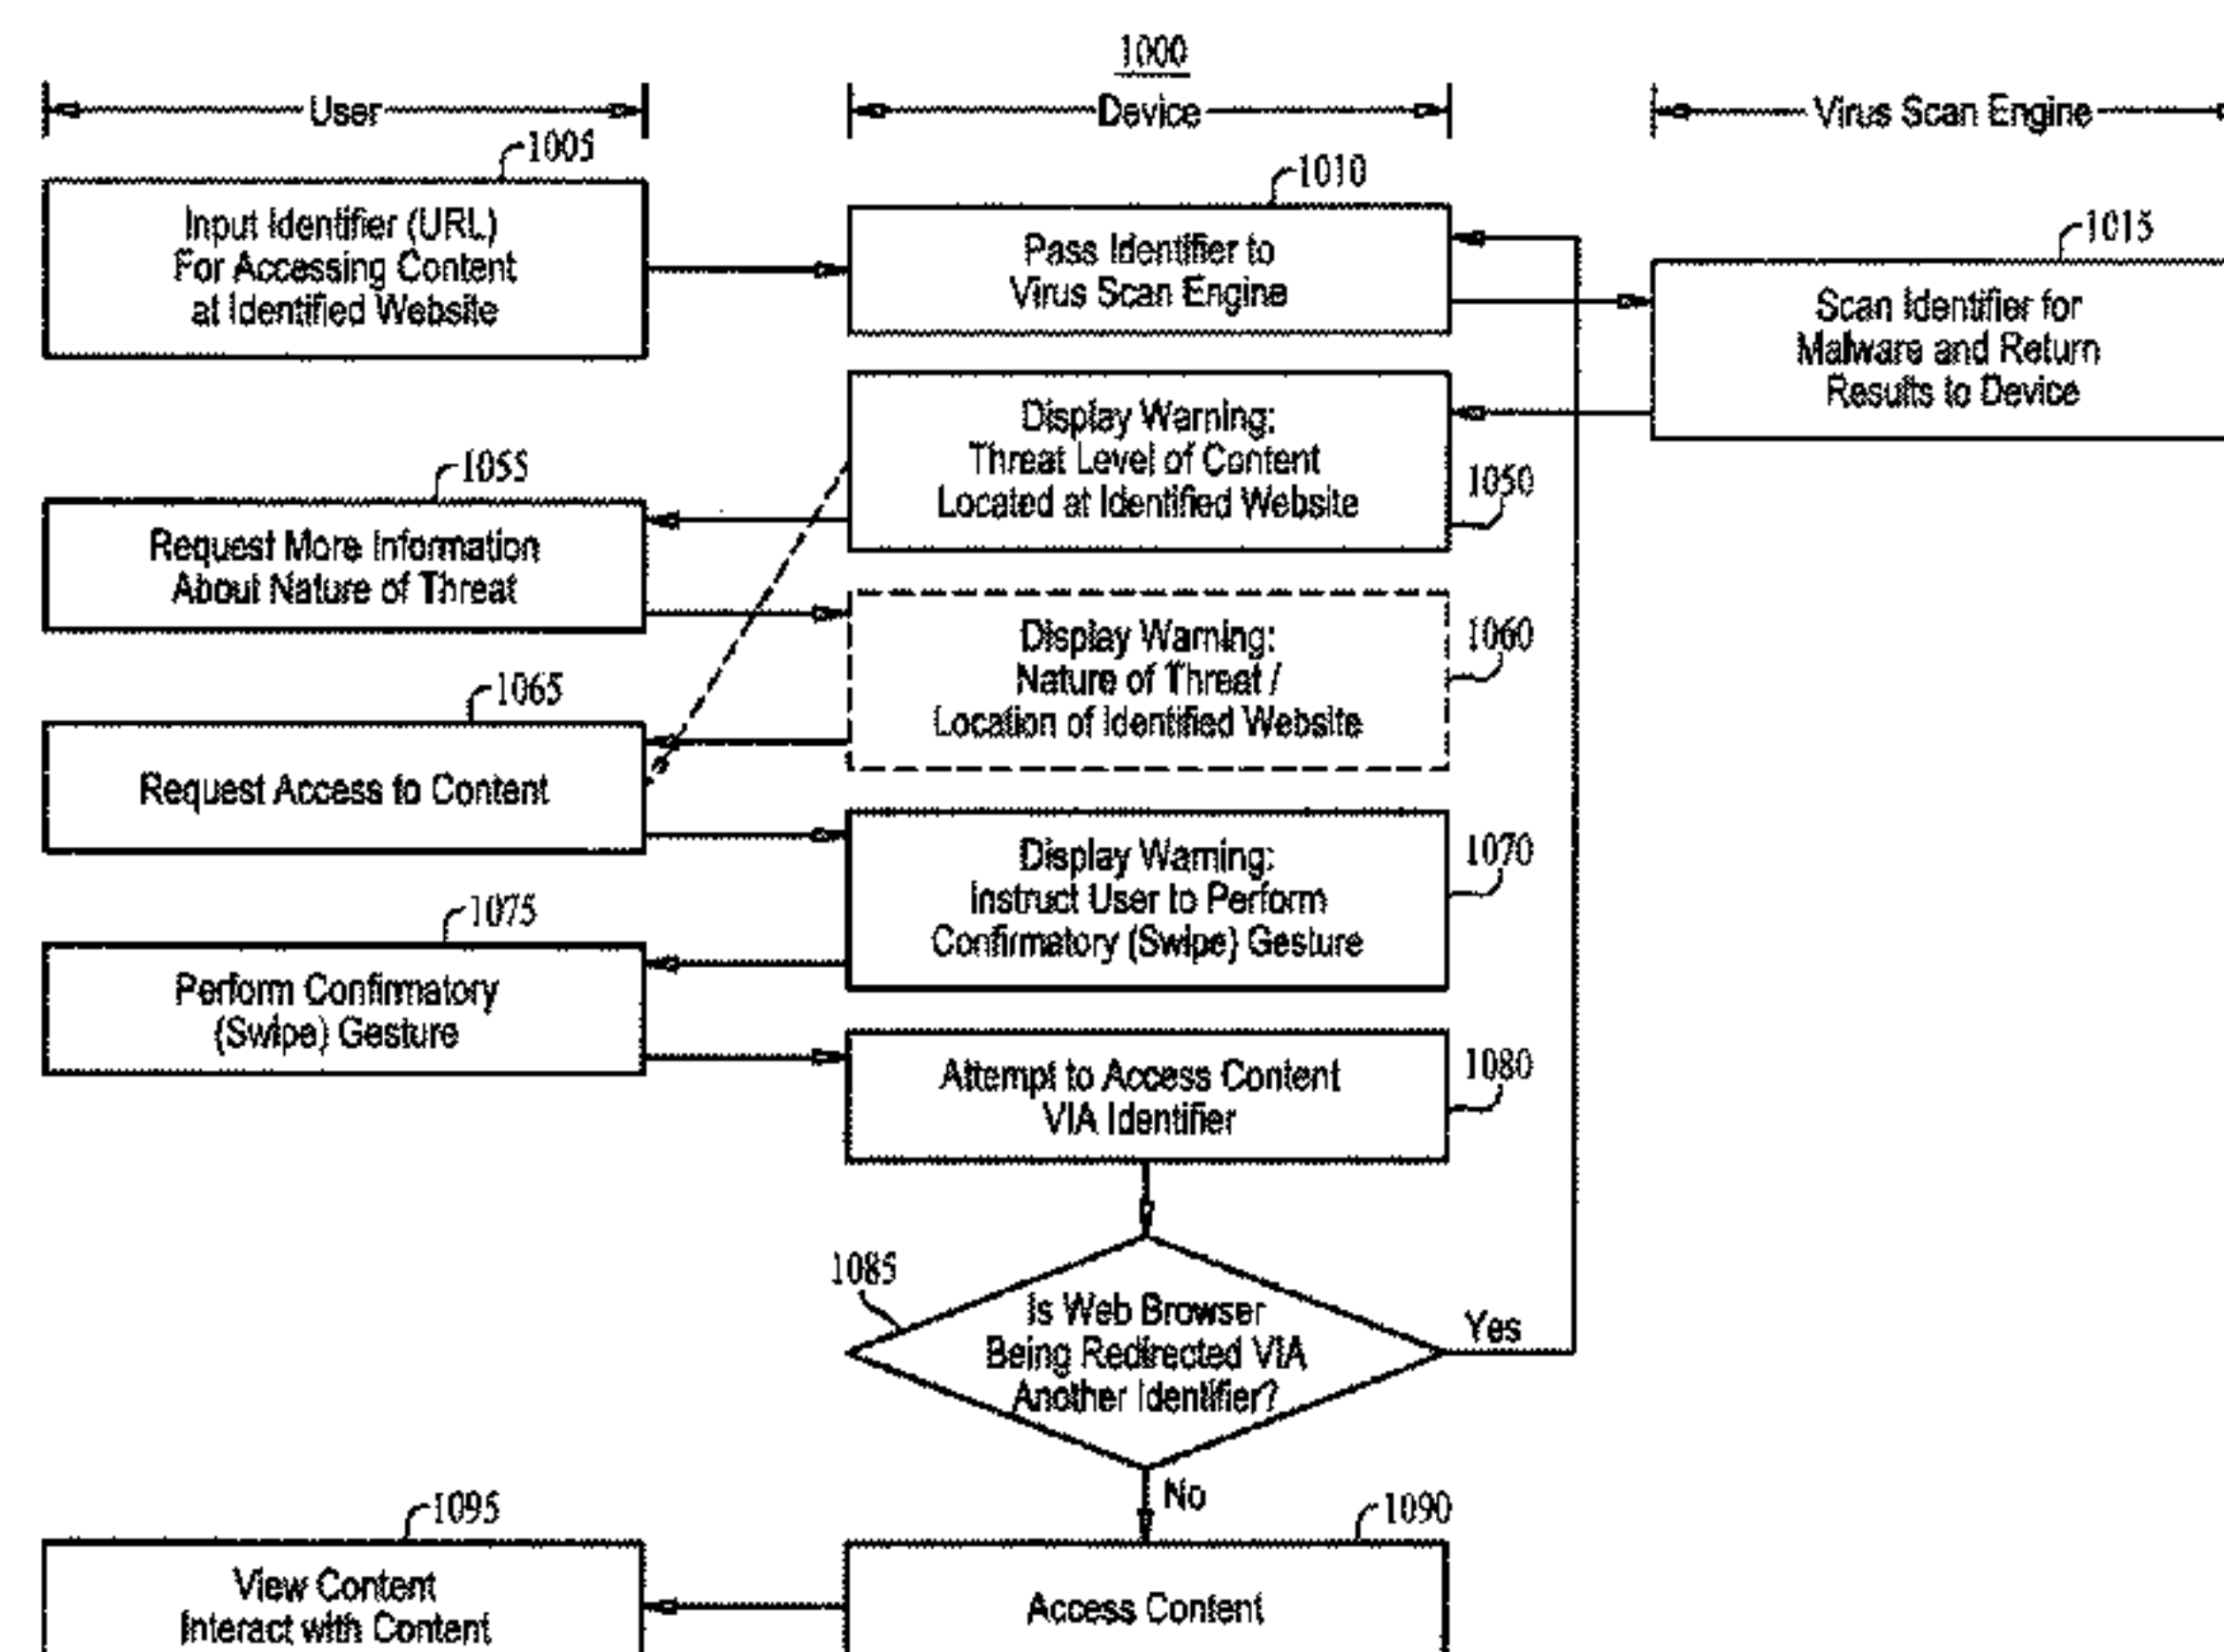 1000
User
Device
Virus Scan Engine
1005
Input Identifier (URL)
For Accessing Content
at Identified Website
1010
Pass Identifier to
Virus Scan Engine
1015
Scan Identifier for
Malware and Return
Results to Device
Display Warning:
Threat Level of Content
Located at Identified Website
1050
1055
Request More Information
About Nature of Threat
Display Warning:
Nature of Threat /
Location of Identified Website
1060
1065
Request Access to Content
Display Warning:
Instruct User to Perform
Confirmatory (Swipe) Gesture
1070
1075
Perform Confirmatory
(Swipe) Gesture
Attempt to Access Content
VIA Identifier
1080
1085
Is Web Browser
Being Redirected VIA
Another Identifier?
Yes
No
1090
Access Content
1095
View Content
Interact with Content